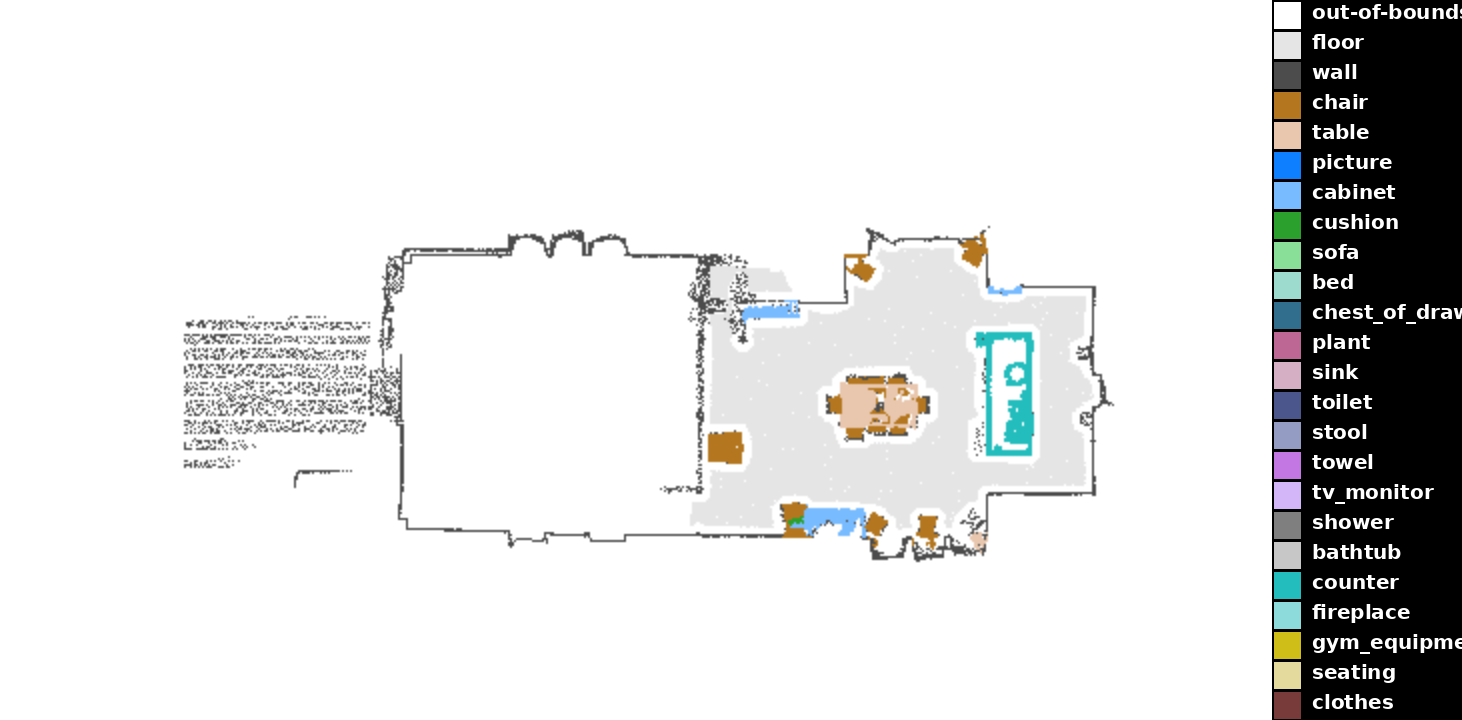 out-of-bounds
floor
wall
chair
table
picture
cabinet
cushion
sofa
bed
chest_of_draw
plant
sink
toilet
stool
towel
tv_monitor
shower
bathtub
counter
fireplace
gym_equipme
seating
clothes